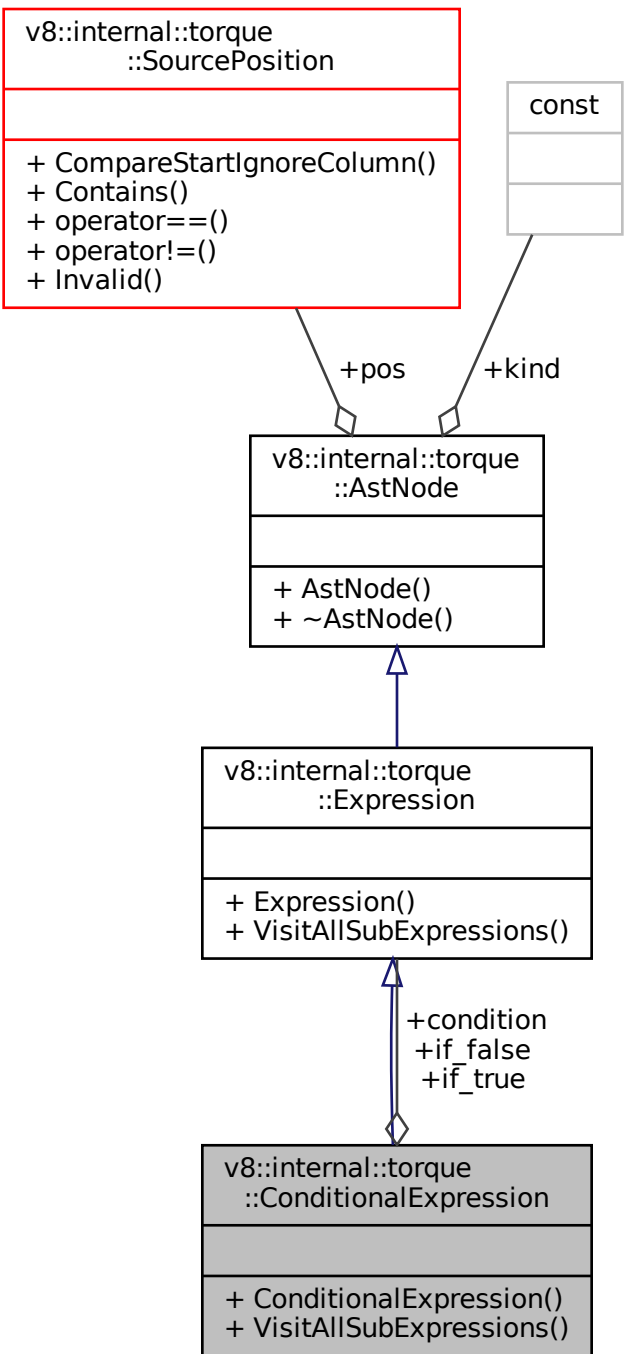 v8::internal::torque
::SourcePosition
+ CompareStartIgnoreColumn()
+ Contains()
+ operator==()
+ operator!=()
+ Invalid()
const
+pos
+kind
v8::internal::torque
::AstNode
+ AstNode()
+ ~AstNode()
v8::internal::torque
::Expression
+ Expression()
+ VisitAllSubExpressions()
+condition
+if_false
+if_true
v8::internal::torque
::ConditionalExpression
+ ConditionalExpression()
+ VisitAllSubExpressions()